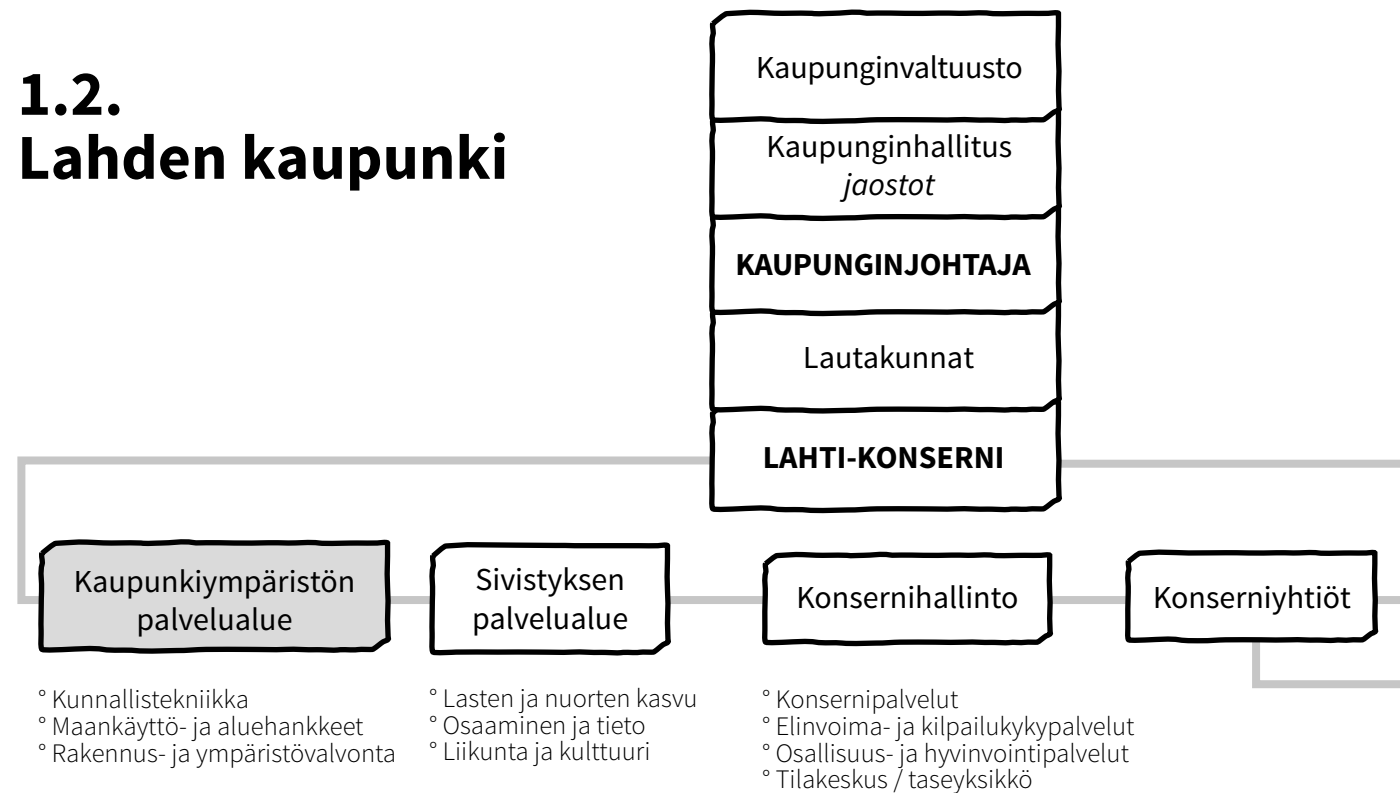 1.2.
Lahden kaupunki
Kaupunginvaltuusto
Kaupunginhallitus
jaostot
KAUPUNGINJOHTAJA
Lautakunnat
LAHTI-KONSERNI
Kaupunkiympäristön
palvelualue
° Kunnallistekniikka
° Maankäyttö- ja aluehankkeet
° Rakennus- ja ympäristövalvonta
Sivistyksen
palvelualue
° Lasten ja nuorten kasvu
° Osaaminen ja tieto
° Liikunta ja kulttuuri
Konsernihallinto
° Konsernipalvelut
° Elinvoima- ja kilpailukykypalvelut
° Osallisuus- ja hyvinvointipalvelut
° Tilakeskus / taseyksikkö
Konserniyhtiöt